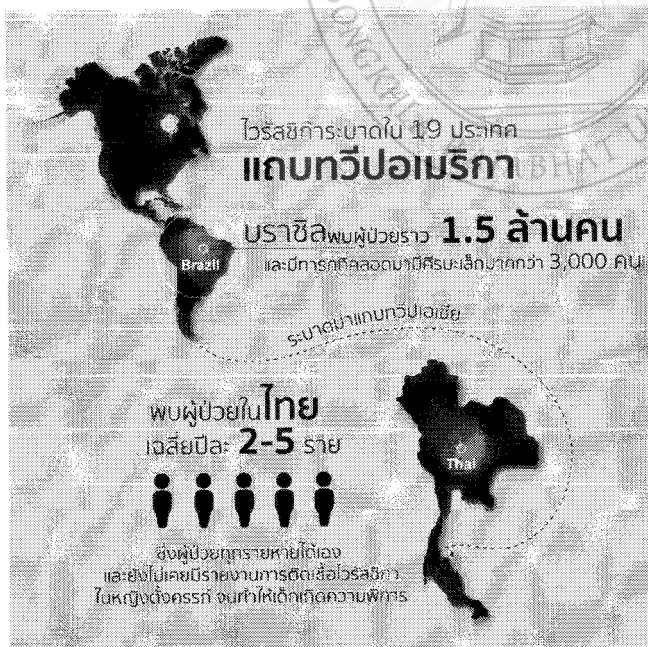 ไวรัสซิก้าระบาดใน 19 ประเทศ
แถบทวีปอเมริกา
บราซิลพบผู้ป่วยราว 1.5 ล้านคน
และมีทารกที่คลอดมามีศีรษะเล็กมากกว่า 3,000 คน
Brazil
ระบาดมาแถบทวีปเอเชีย
พบผู้ป่วยในไทย
เฉลี่ยปีละ 2-5 ราย
Thai
ซึ่งผู้ป่วยทุกรายหายได้เอง
และยังไม่เคยมีรายงานการติดเชื้อไวรัสซิกา
ในหญิงตั้งครรภ์ จนทำให้เด็กเกิดความพิการ